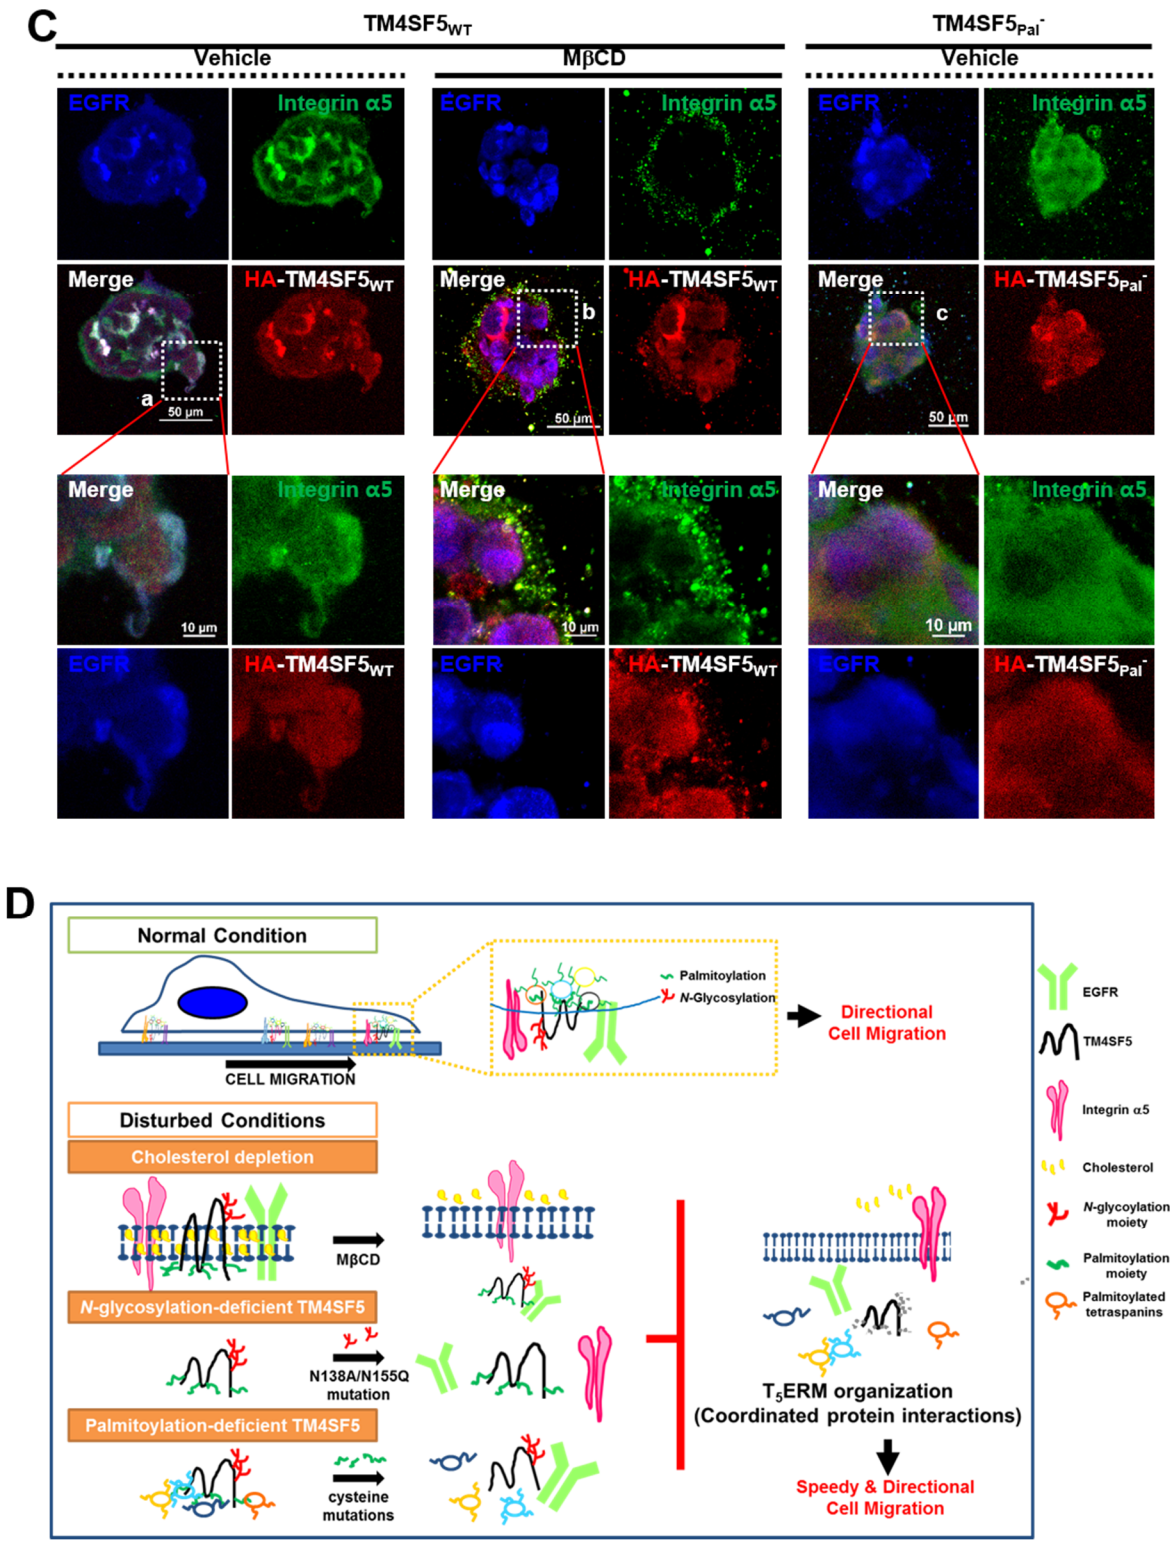 C
TM4SF5WT
TM4SF5Pal-
Vehicle
MβCD
Vehicle
EGFR
Integrin α5
EGFR
Integrin α5
EGFR
Integrin α5
Merge
HA-TM4SF5WT
Merge
HA-TM4SF5WT
Merge
HA-TM4SF5Pal-
a
b
c
50 μm
50 μm
50 μm
Merge
Integrin α5
Merge
Integrin α5
Merge
Integrin α5
10 μm
10 μm
10 μm
EGFR
HA-TM4SF5WT
EGFR
HA-TM4SF5WT
EGFR
HA-TM4SF5Pal-
D
Normal Condition
Palmitoylation
N-Glycosylation
Directional
Cell Migration
CELL MIGRATION
Disturbed Conditions
Cholesterol depletion
MβCD
N-glycosylation-deficient TM4SF5
N138A/N155Q
mutation
Palmitoylation-deficient TM4SF5
cysteine
mutations
T5ERM organization
(Coordinated protein interactions)
Speedy & Directional
Cell Migration
EGFR
TM4SF5
Integrin α5
Cholesterol
N-glycoylation
moiety
Palmitoylation
moiety
Palmitoylated
tetraspanins